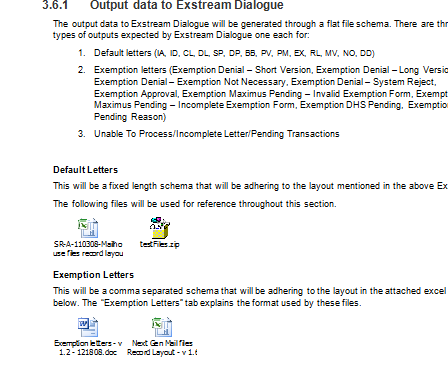 3.6.1 Output data to Exstream Dialogue
The output data to Exstream Dialogue will be generated through a flat file schema. There are thr
types of outputs expected by Exstream Dialogue one each for:
1. Default letters (IA, ID, CL, DL, SP, DP, BB, PV, PM, EX, RL, MV, NO, DD)
2. Exemption letters (Exemption Denial – Short Version, Exemption Denial – Long Versio
Exemption Denial – Exemption Not Necessary, Exemption Denial – System Reject,
Exemption Approval, Exemption Maximus Pending – Invalid Exemption Form, Exempt
Maximus Pending – Incomplete Exemption Form, Exemption DHS Pending, Exemptio
Pending Reason)
3. Unable To Process/Incomplete Letter/Pending Transactions
Default Letters
This will be a fixed length schema that will be adhering to the layout mentioned in the above Ex
The following files will be used for reference throughout this section.
SR-A-110308-Mailho testFiles.zip
use files record layou
Exemption Letters
This will be a comma separated schema that will be adhering to the layout in the attached excel
below. The “Exemption Letters” tab explains the format used by these files.
Exemption letters - v Next Gen Mail files
1.2 - 121808.doc Record Layout - v 1.t